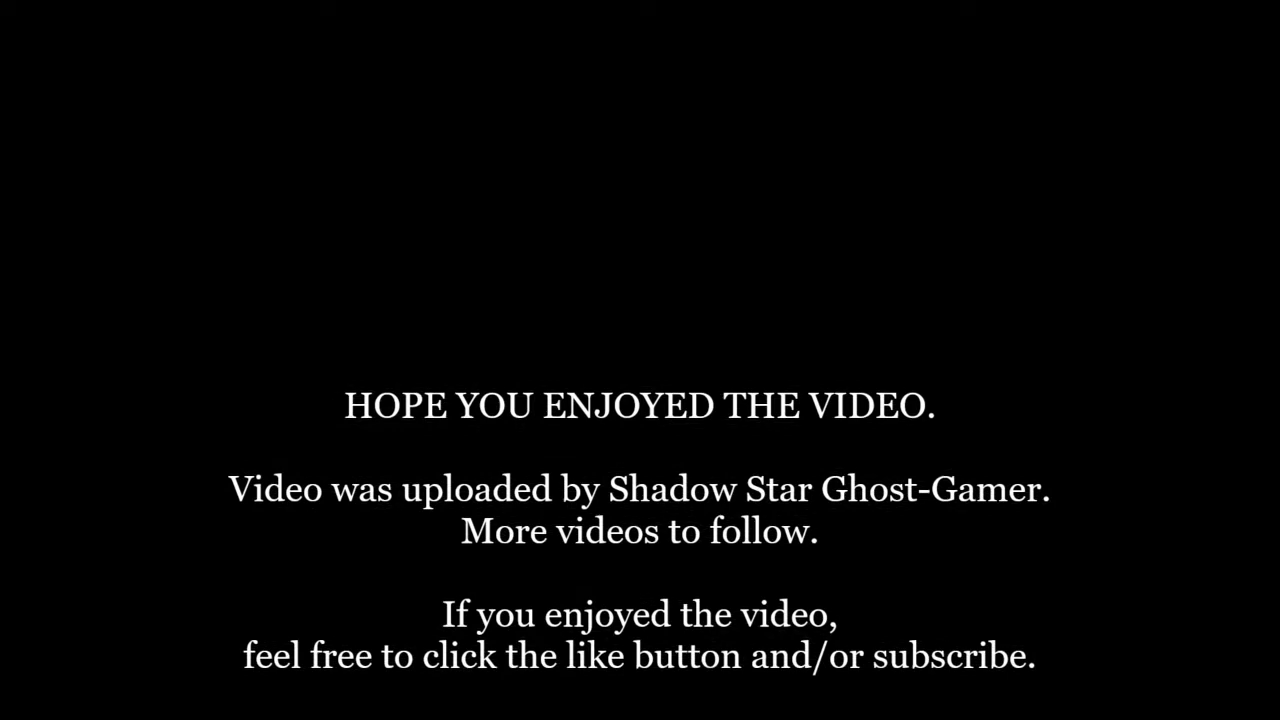 HOPE YOU ENJOYED THE VIDEO.
Video was uploaded by Shadow Star Ghost-Gamer.
More videos to follow.
If you enjoyed the video,
feel free to click the like button and/or subscribe.